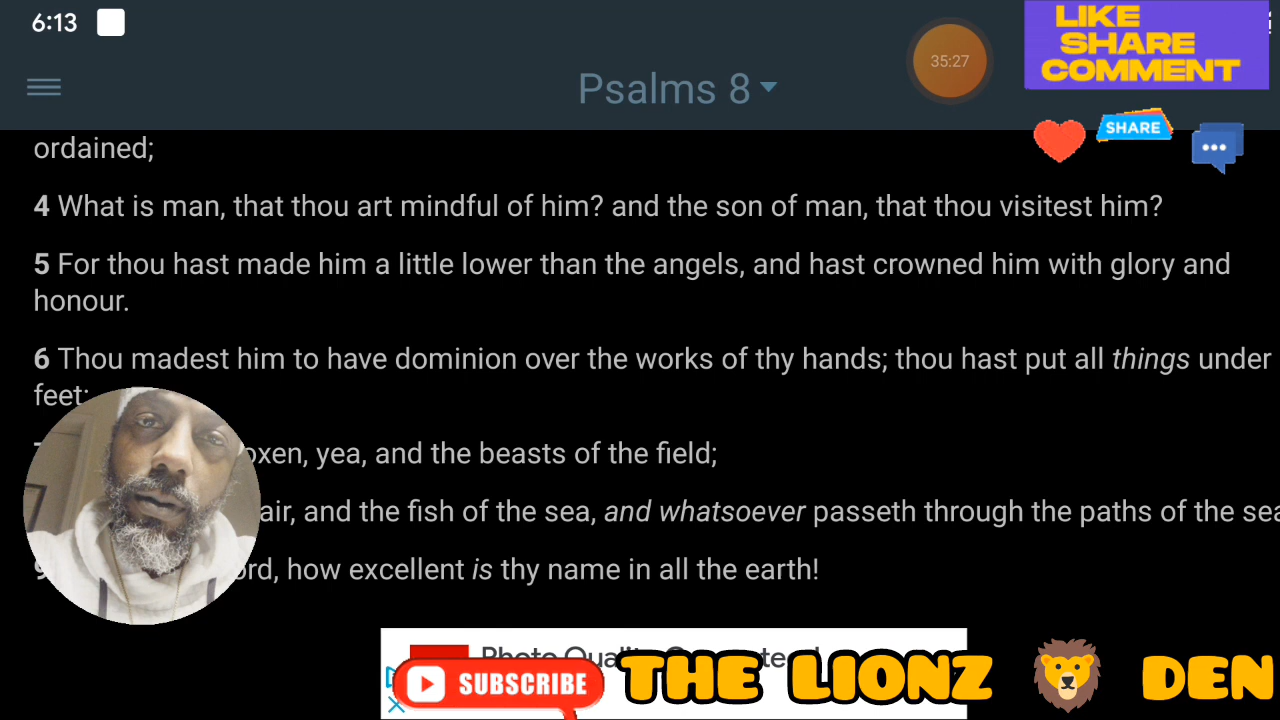 6:13
35:27
LIKE
SHARE
COMMENT
Psalms 8
SHARE
ordained;
4 What is man, that thou art mindful of him? and the son of man, that thou visitest him?
5 For thou hast made him a little lower than the angels, and hast crowned him with glory and
honour.
6 Thou madest him to have dominion over the works of thy hands; thou hast put all things under
feet;
oxen, yea, and the beasts of the field;
air, and the fish of the sea, and whatsoever passeth through the paths of the sea
how excellent is thy name in all the earth!
Photo
SUBSCRIBE
THE LIONZ DEN